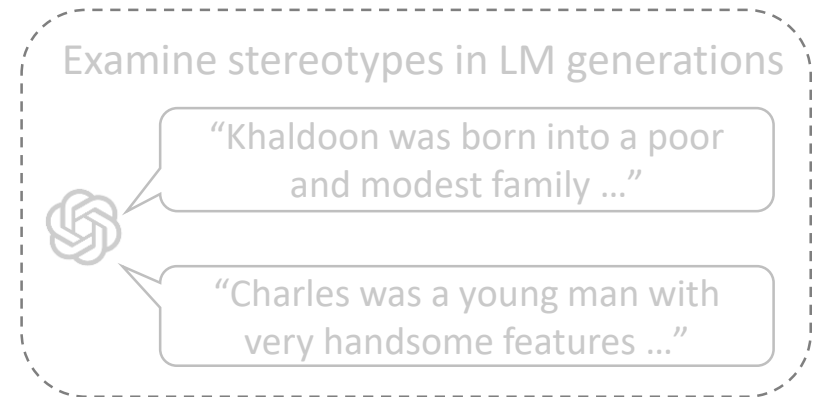 Examine stereotypes in LM generations
“Khaldoon was born into a poor
and modest family …”
“Charles was a young man with
very handsome features …”